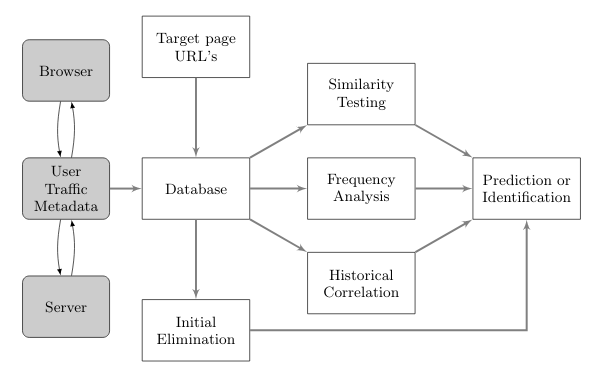 Target page
URL's
Browser
Similarity
Testing
User
Traffic
Metadata
Database
Frequency
Analysis
Prediction or
Identification
Historical
Correlation
Server
Initial
Elimination